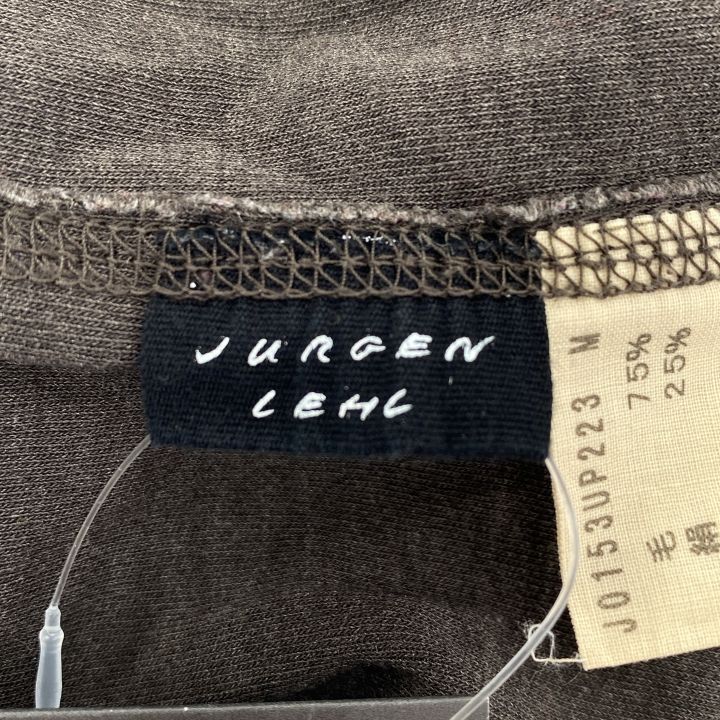 JURGEN
LEHL
J0153UP223 M
毛 75%
絹 25%